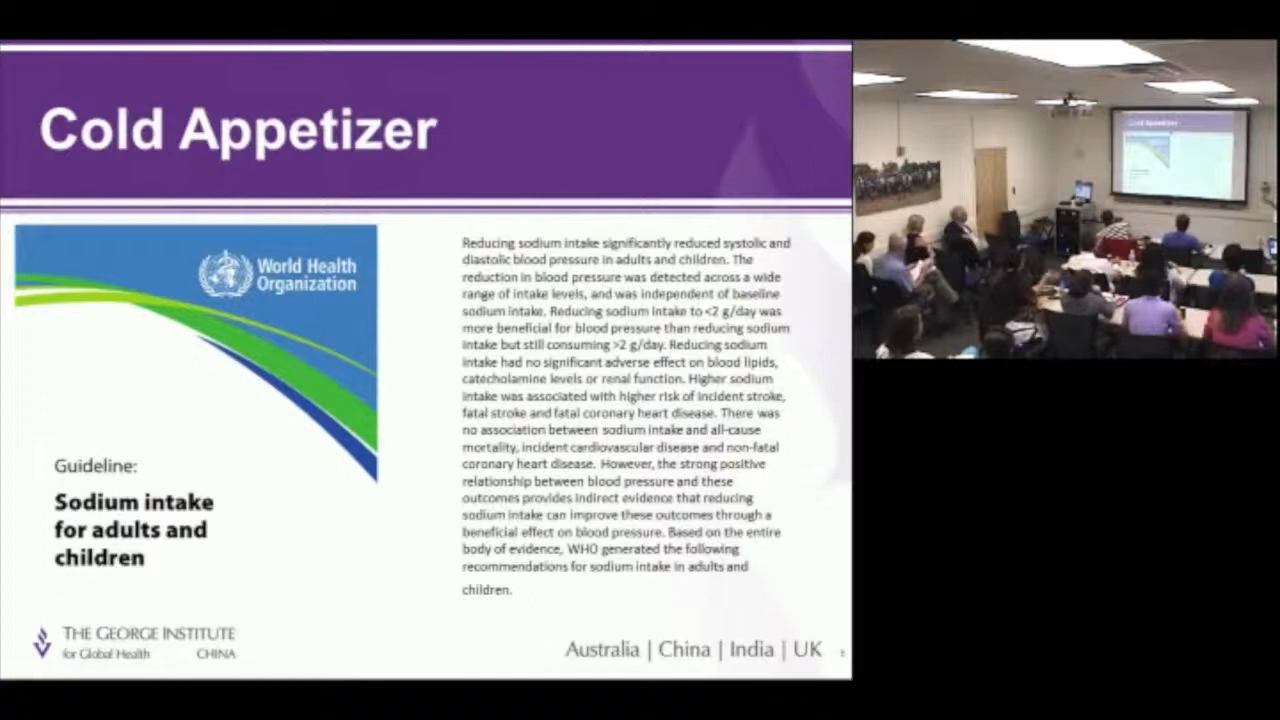 Cold Appetizer
World Health
Organization
Guideline:
Sodium intake
for adults and
children
Reducing sodium intake significantly reduced systolic and
diastolic blood pressure in adults and children. The
reduction in blood pressure was detected across a wide
range of intake levels, and was independent of baseline
sodium intake. Reducing sodium intake to <2 g/day was
more beneficial for blood pressure than reducing sodium
intake but still consuming >2 g/day. Reducing sodium
intake had no significant adverse effect on blood lipids,
catecholamine levels or renal function. Higher sodium
intake was associated with higher risk of incident stroke,
fatal stroke and fatal coronary heart disease. There was
no association between sodium intake and all-cause
mortality, incident cardiovascular disease and non-fatal
coronary heart disease. However, the strong positive
relationship between blood pressure and these
outcomes provides indirect evidence that reducing
sodium intake can improve these outcomes through a
beneficial effect on blood pressure. Based on the entire
body of evidence, WHO generated the following
recommendations for sodium intake in adults and
children.
THE GEORGE INSTITUTE
for Global Health CHINA
Australia | China | India | UK
Cold Appetizer